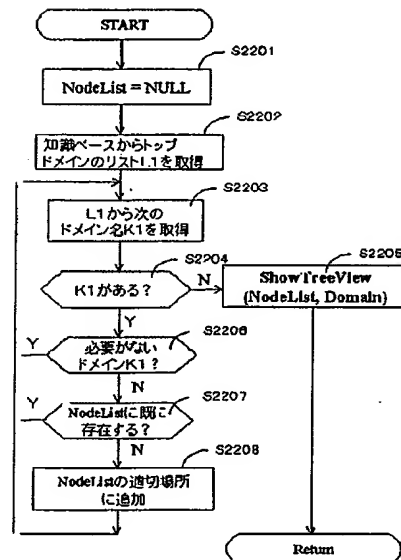 START
S2201
NodeList = NULL
S2202
知識ベースからトップ
ドメインのリストL1を取得
S2203
L1から次の
ドメイン名K1を取得
S2204
K1がある?
N
S2205
ShowTreeView
(NodeList, Domain)
Y
S2206
必要がない
ドメインK1?
Y
N
S2207
NodeListに既に
存在する?
Y
N
S2208
NodeListの適切場所
に追加
Return